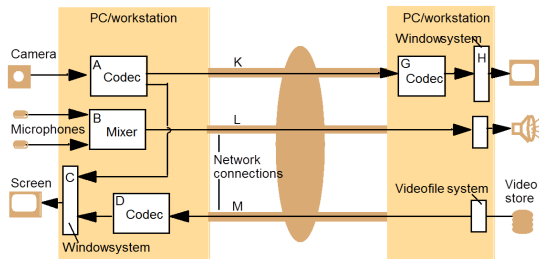 PC/workstation
PC/workstation
Windowsystem
Camera
A
Codec
K
G
Codec
H
B
Mixer
L
Microphones
Screen
C
Network
connections
Videofile system
Video
store
D
Codec
M
Windowsystem